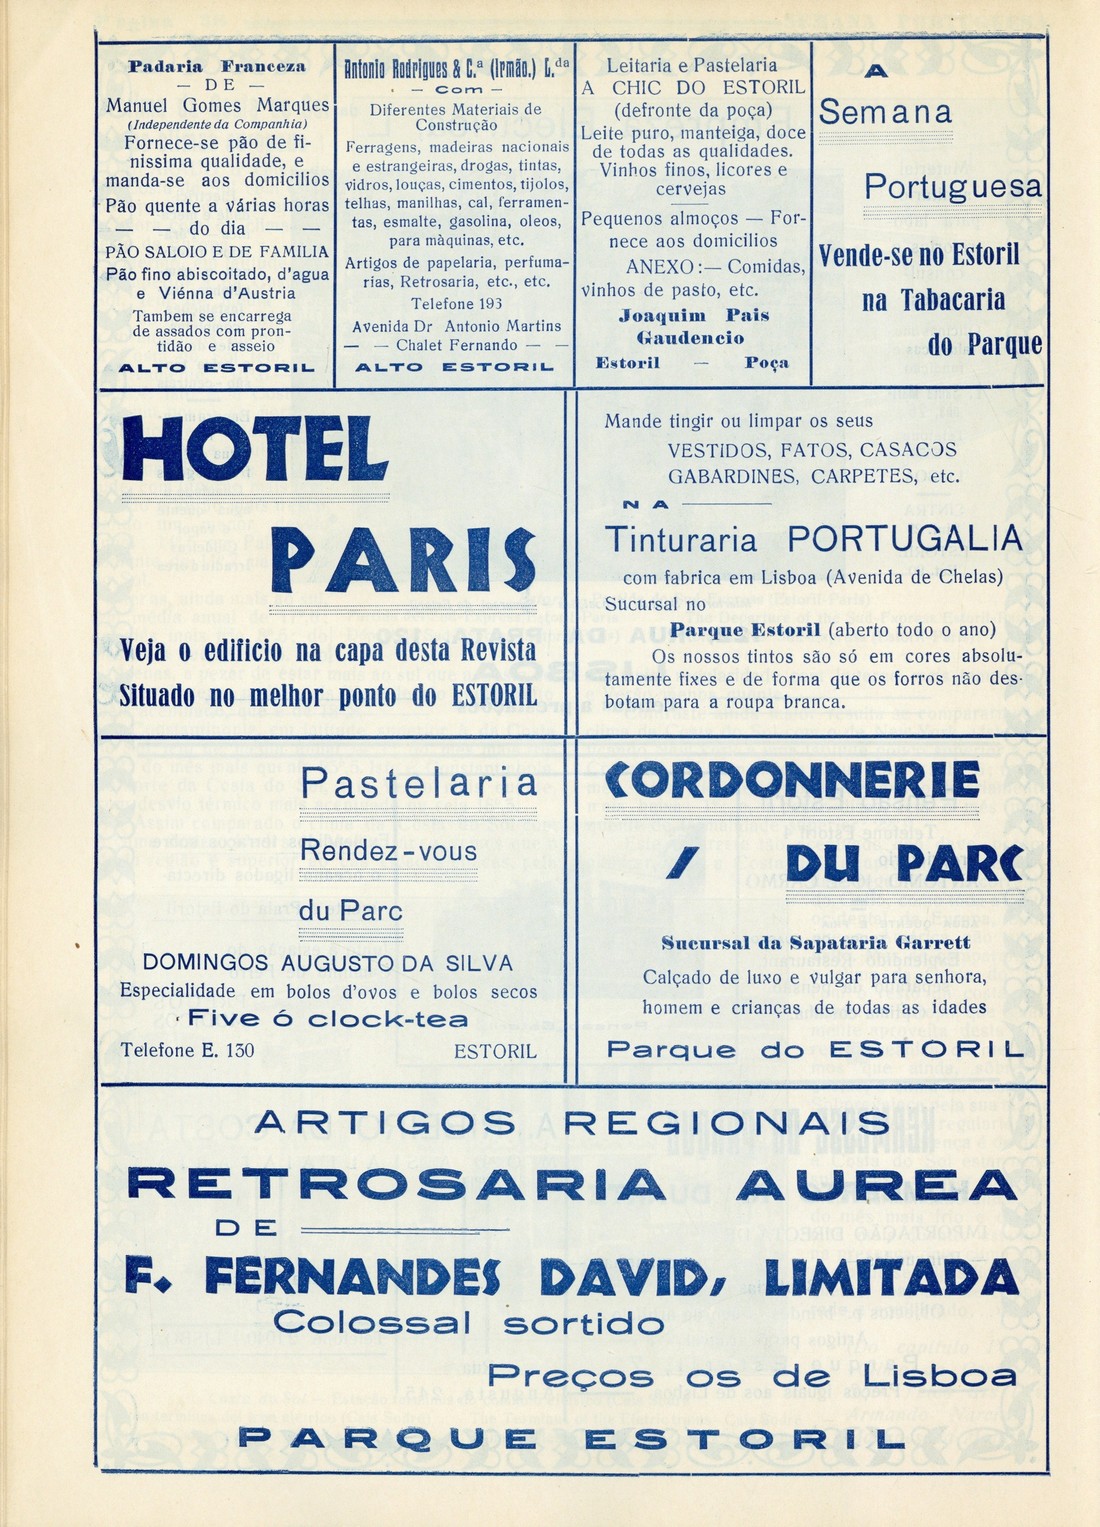 Padaria Franceza
— DE —
Manuel Gomes Marques
(Independente da Companhia)
Fornece-se pão de fi-
nissima qualidade, e
manda-se aos domicilios
Pão quente a várias horas
— — do dia — —
PÃO SALOIO E DE FAMILIA
Pão fino abiscoitado, d'agua
e Viénna d'Austria
Tambem se encarrega
de assados com pron-
tidão e asseio
ALTO ESTORIL
Antonio Rodrigues & C.ª (Irmão.) L.da
— com —
Diferentes Materiais de
Construção
Ferragens, madeiras nacionais
e estrangeiras, drogas, tintas,
vidros, louças, cimentos, tijolos,
telhas, manilhas, cal, ferramen-
tas, esmalte, gasolina, oleos,
para màquinas, etc.
Artigos de papelaria, perfuma-
rias, Retrosaria, etc., etc.
Telefone 193
Avenida Dr Antonio Martins
— — Chalet Fernando — —
ALTO ESTORIL
Leitaria e Pastelaria
A CHIC DO ESTORIL
(defronte da poça)
Leite puro, manteiga, doce
de todas as qualidades.
Vinhos finos, licores e
cervejas
Pequenos almoços — For-
nece aos domicilios
ANEXO :— Comidas,
vinhos de pasto, etc.
Joaquim Pais
Gaudencio
Estoril — Poça
A
Semana
Portuguesa
Vende-se no Estoril
na Tabacaria
do Parque
HOTEL
PARIS
Veja o edificio na capa desta Revista
Situado no melhor ponto do ESTORIL
Mande tingir ou limpar os seus
VESTIDOS, FATOS, CASACOS
GABARDINES, CARPETES, etc.
NA
Tinturaria PORTUGALIA
com fabrica em Lisboa (Avenida de Chelas)
Sucursal no
Parque Estoril (aberto todo o ano)
Os nossos tintos são só em cores absolu-
tamente fixes e de forma que os forros não des-
botam para a roupa branca.
Pastelaria
Rendez-vous
du Parc
DOMINGOS AUGUSTO DA SILVA
Especialidade em bolos d'ovos e bolos secos
Five ó clock-tea
Telefone E. 130 ESTORIL
CORDONNERIE
/ DU PARC
Sucursal da Sapataria Garrett
Calçado de luxo e vulgar para senhora,
homem e crianças de todas as idades
Parque do ESTORIL
ARTIGOS REGIONAIS
RETROSARIA AUREA
DE
F. FERNANDES DAVID, LIMITADA
Colossal sortido
Preços os de Lisboa
PARQUE ESTORIL